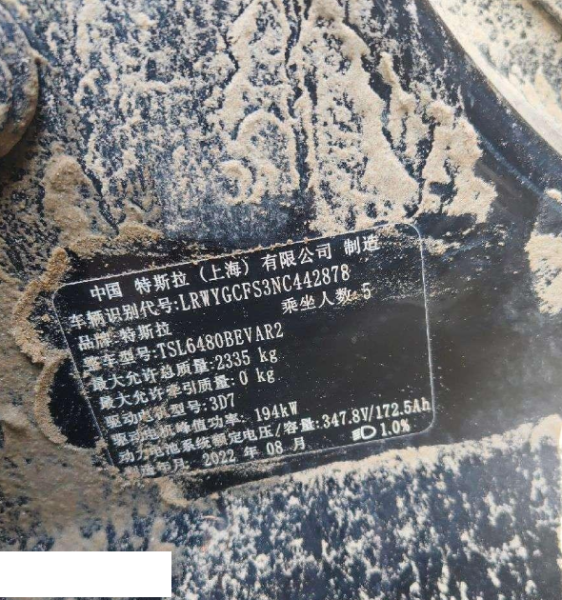 中国 特斯拉（上海）有限公司 制造
车辆识别代号:LRWYGCFS3NC442878
品牌:特斯拉 乘坐人数:5
整车型号:TSL6480BEVAR2
最大允许总质量:2335 kg
最大允许牵引质量:0 kg
驱动电机型号:3D7
驱动电机峰值功率: 194kW
动力电池系统额定电压/容量:347.8V/172.5Ah
制造年月: 2022 年 08 月 1.0%